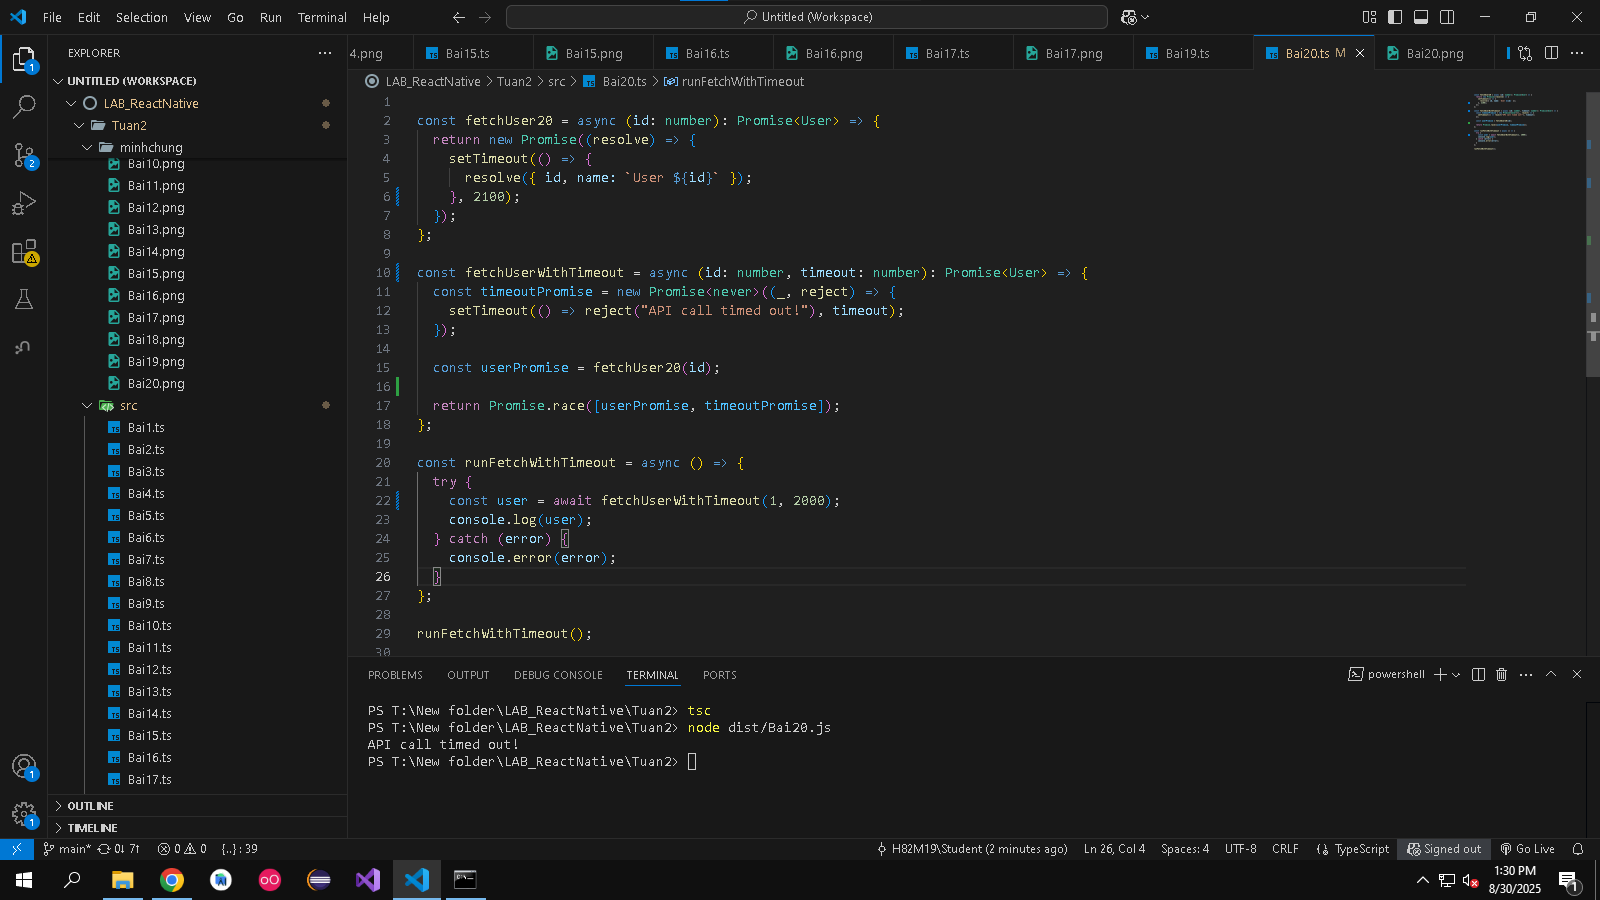 File Edit Selection View Go Run Terminal Help
Untitled (Workspace)
EXPLORER
4.png Bai15.ts Bai15.png Bai16.ts Bai16.png Bai17.ts Bai17.png Bai19.ts Bai20.ts M Bai20.png
UNTITLED (WORKSPACE)
LAB_ReactNative
Tuan2
minhchung
Bai10.png
Bai11.png
Bai12.png
Bai13.png
Bai14.png
Bai15.png
Bai16.png
Bai17.png
Bai18.png
Bai19.png
Bai20.png
src
Bai1.ts
Bai2.ts
Bai3.ts
Bai4.ts
Bai5.ts
Bai6.ts
Bai7.ts
Bai8.ts
Bai9.ts
Bai10.ts
Bai11.ts
Bai12.ts
Bai13.ts
Bai14.ts
Bai15.ts
Bai16.ts
Bai17.ts
OUTLINE
TIMELINE
LAB_ReactNative > Tuan2 > src > Bai20.ts > runFetchWithTimeout
1
2 const fetchUser20 = async (id: number): Promise<User> => {
3 return new Promise((resolve) => {
4 setTimeout(() => {
5 resolve({ id, name: `User ${id}` });
6 }, 2100);
7 });
8 };
9
10 const fetchUserWithTimeout = async (id: number, timeout: number): Promise<User> => {
11 const timeoutPromise = new Promise<never>((_, reject) => {
12 setTimeout(() => reject("API call timed out!"), timeout);
13 });
14
15 const userPromise = fetchUser20(id);
16
17 return Promise.race([userPromise, timeoutPromise]);
18 };
19
20 const runFetchWithTimeout = async () => {
21 try {
22 const user = await fetchUserWithTimeout(1, 2000);
23 console.log(user);
24 } catch (error) {
25 console.error(error);
26 }
27 };
28
29 runFetchWithTimeout();
30
PROBLEMS OUTPUT DEBUG CONSOLE TERMINAL PORTS
powershell
PS T:\New folder\LAB_ReactNative\Tuan2> tsc
PS T:\New folder\LAB_ReactNative\Tuan2> node dist/Bai20.js
API call timed out!
PS T:\New folder\LAB_ReactNative\Tuan2>
main* 0↓ 7↑ 0 0 {..} : 39
H82M19\Student (2 minutes ago) Ln 26, Col 4 Spaces: 4 UTF-8 CRLF TypeScript Signed out Go Live
1:30 PM
8/30/2025